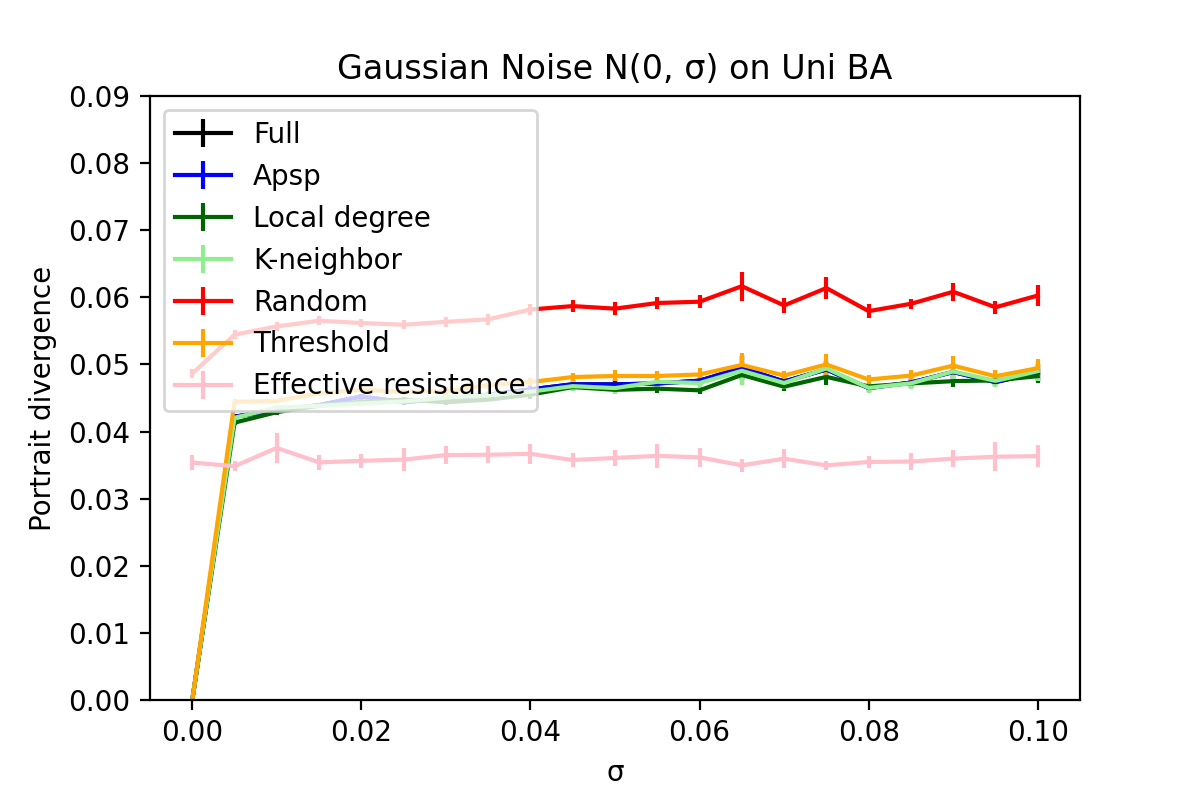 Gaussian Noise N(0, σ) on Uni BA
Portrait divergence
0.09
0.08
0.07
0.06
0.05
0.04
0.03
0.02
0.01
0.00
Full
Apsp
Local degree
K-neighbor
Random
Threshold
Effective resistance
0.00 0.02 0.04 0.06 0.08 0.10
σ